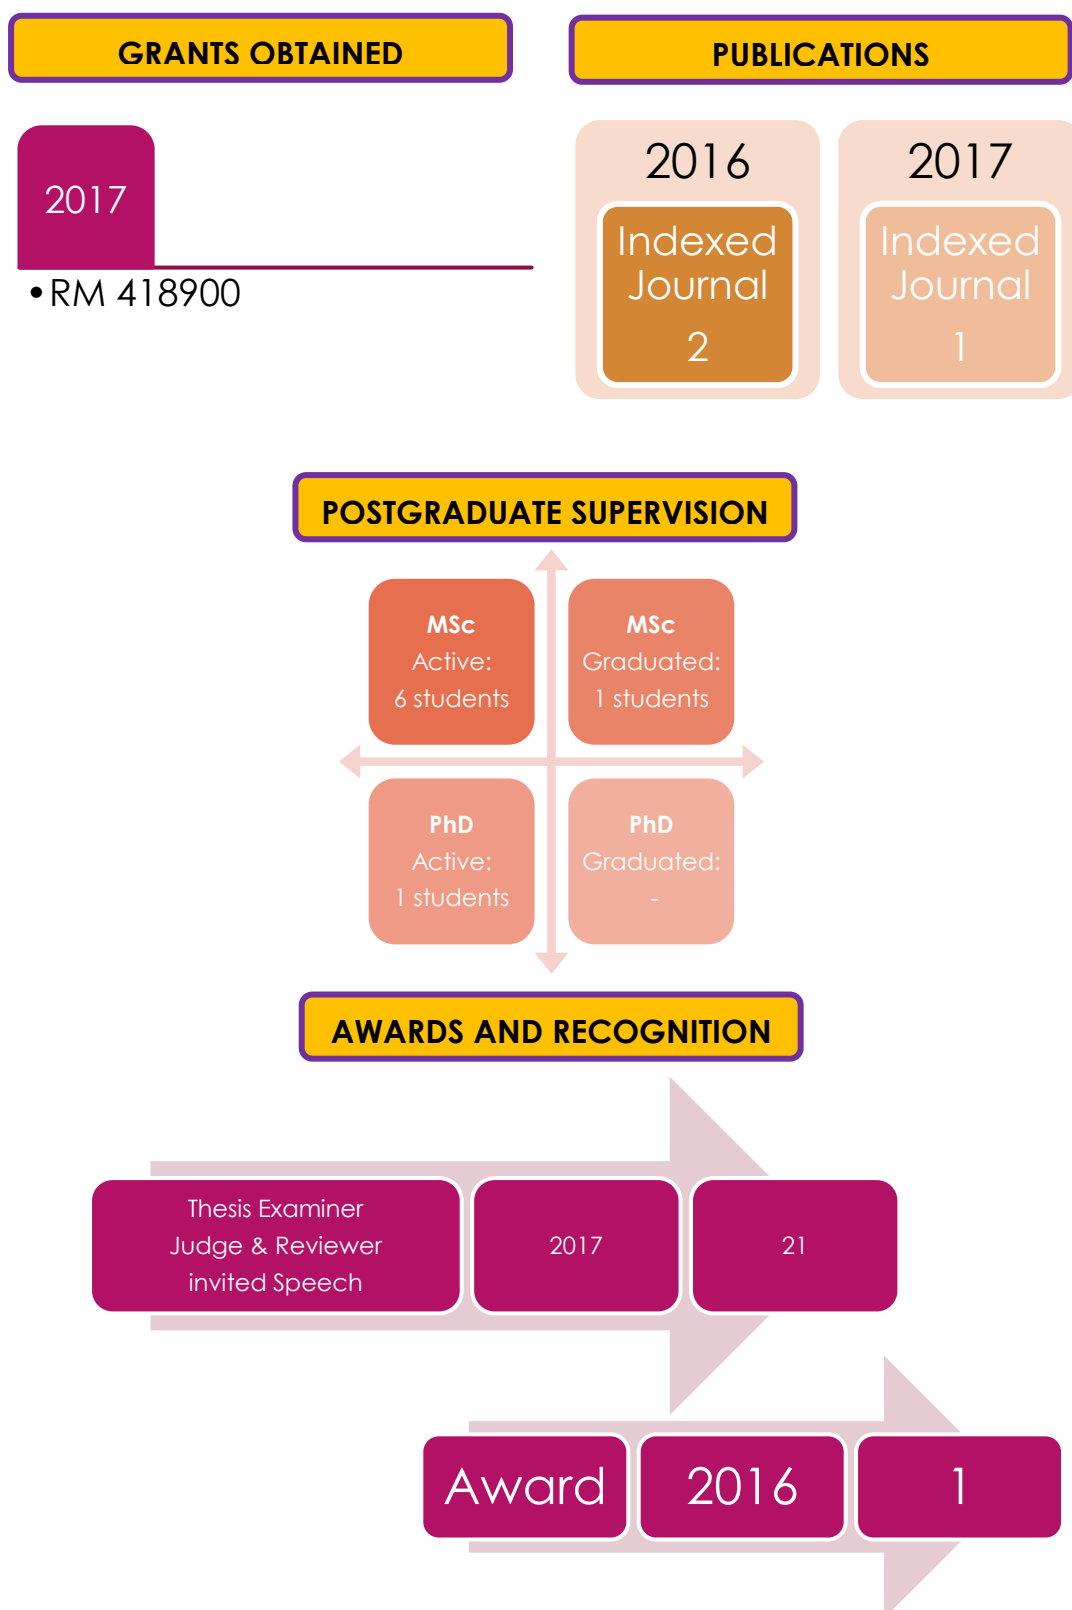 GRANTS OBTAINED
PUBLICATIONS
2017
•RM 418900
2016
Indexed
Journal
2
2017
Indexed
Journal
1
POSTGRADUATE SUPERVISION
MSc
Active:
6 students
MSc
Graduated:
1 students
PhD
Active:
1 students
PhD
Graduated:
-
AWARDS AND RECOGNITION
Thesis Examiner
Judge & Reviewer
invited Speech
2017
21
Award
2016
1